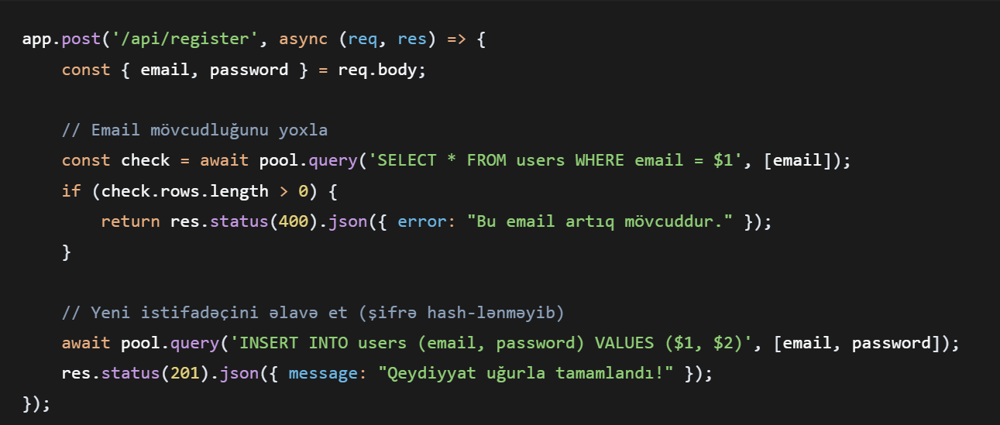 app.post('/api/register', async (req, res) => {
    const { email, password } = req.body;

    // Email mövcudluğunu yoxla
    const check = await pool.query('SELECT * FROM users WHERE email = $1', [email]);
    if (check.rows.length > 0) {
        return res.status(400).json({ error: "Bu email artıq mövcuddur." });
    }

    // Yeni istifadəçini əlavə et (şifrə hash-lənməyib)
    await pool.query('INSERT INTO users (email, password) VALUES ($1, $2)', [email, password]);
    res.status(201).json({ message: "Qeydiyyat uğurla tamamlandı!" });
});